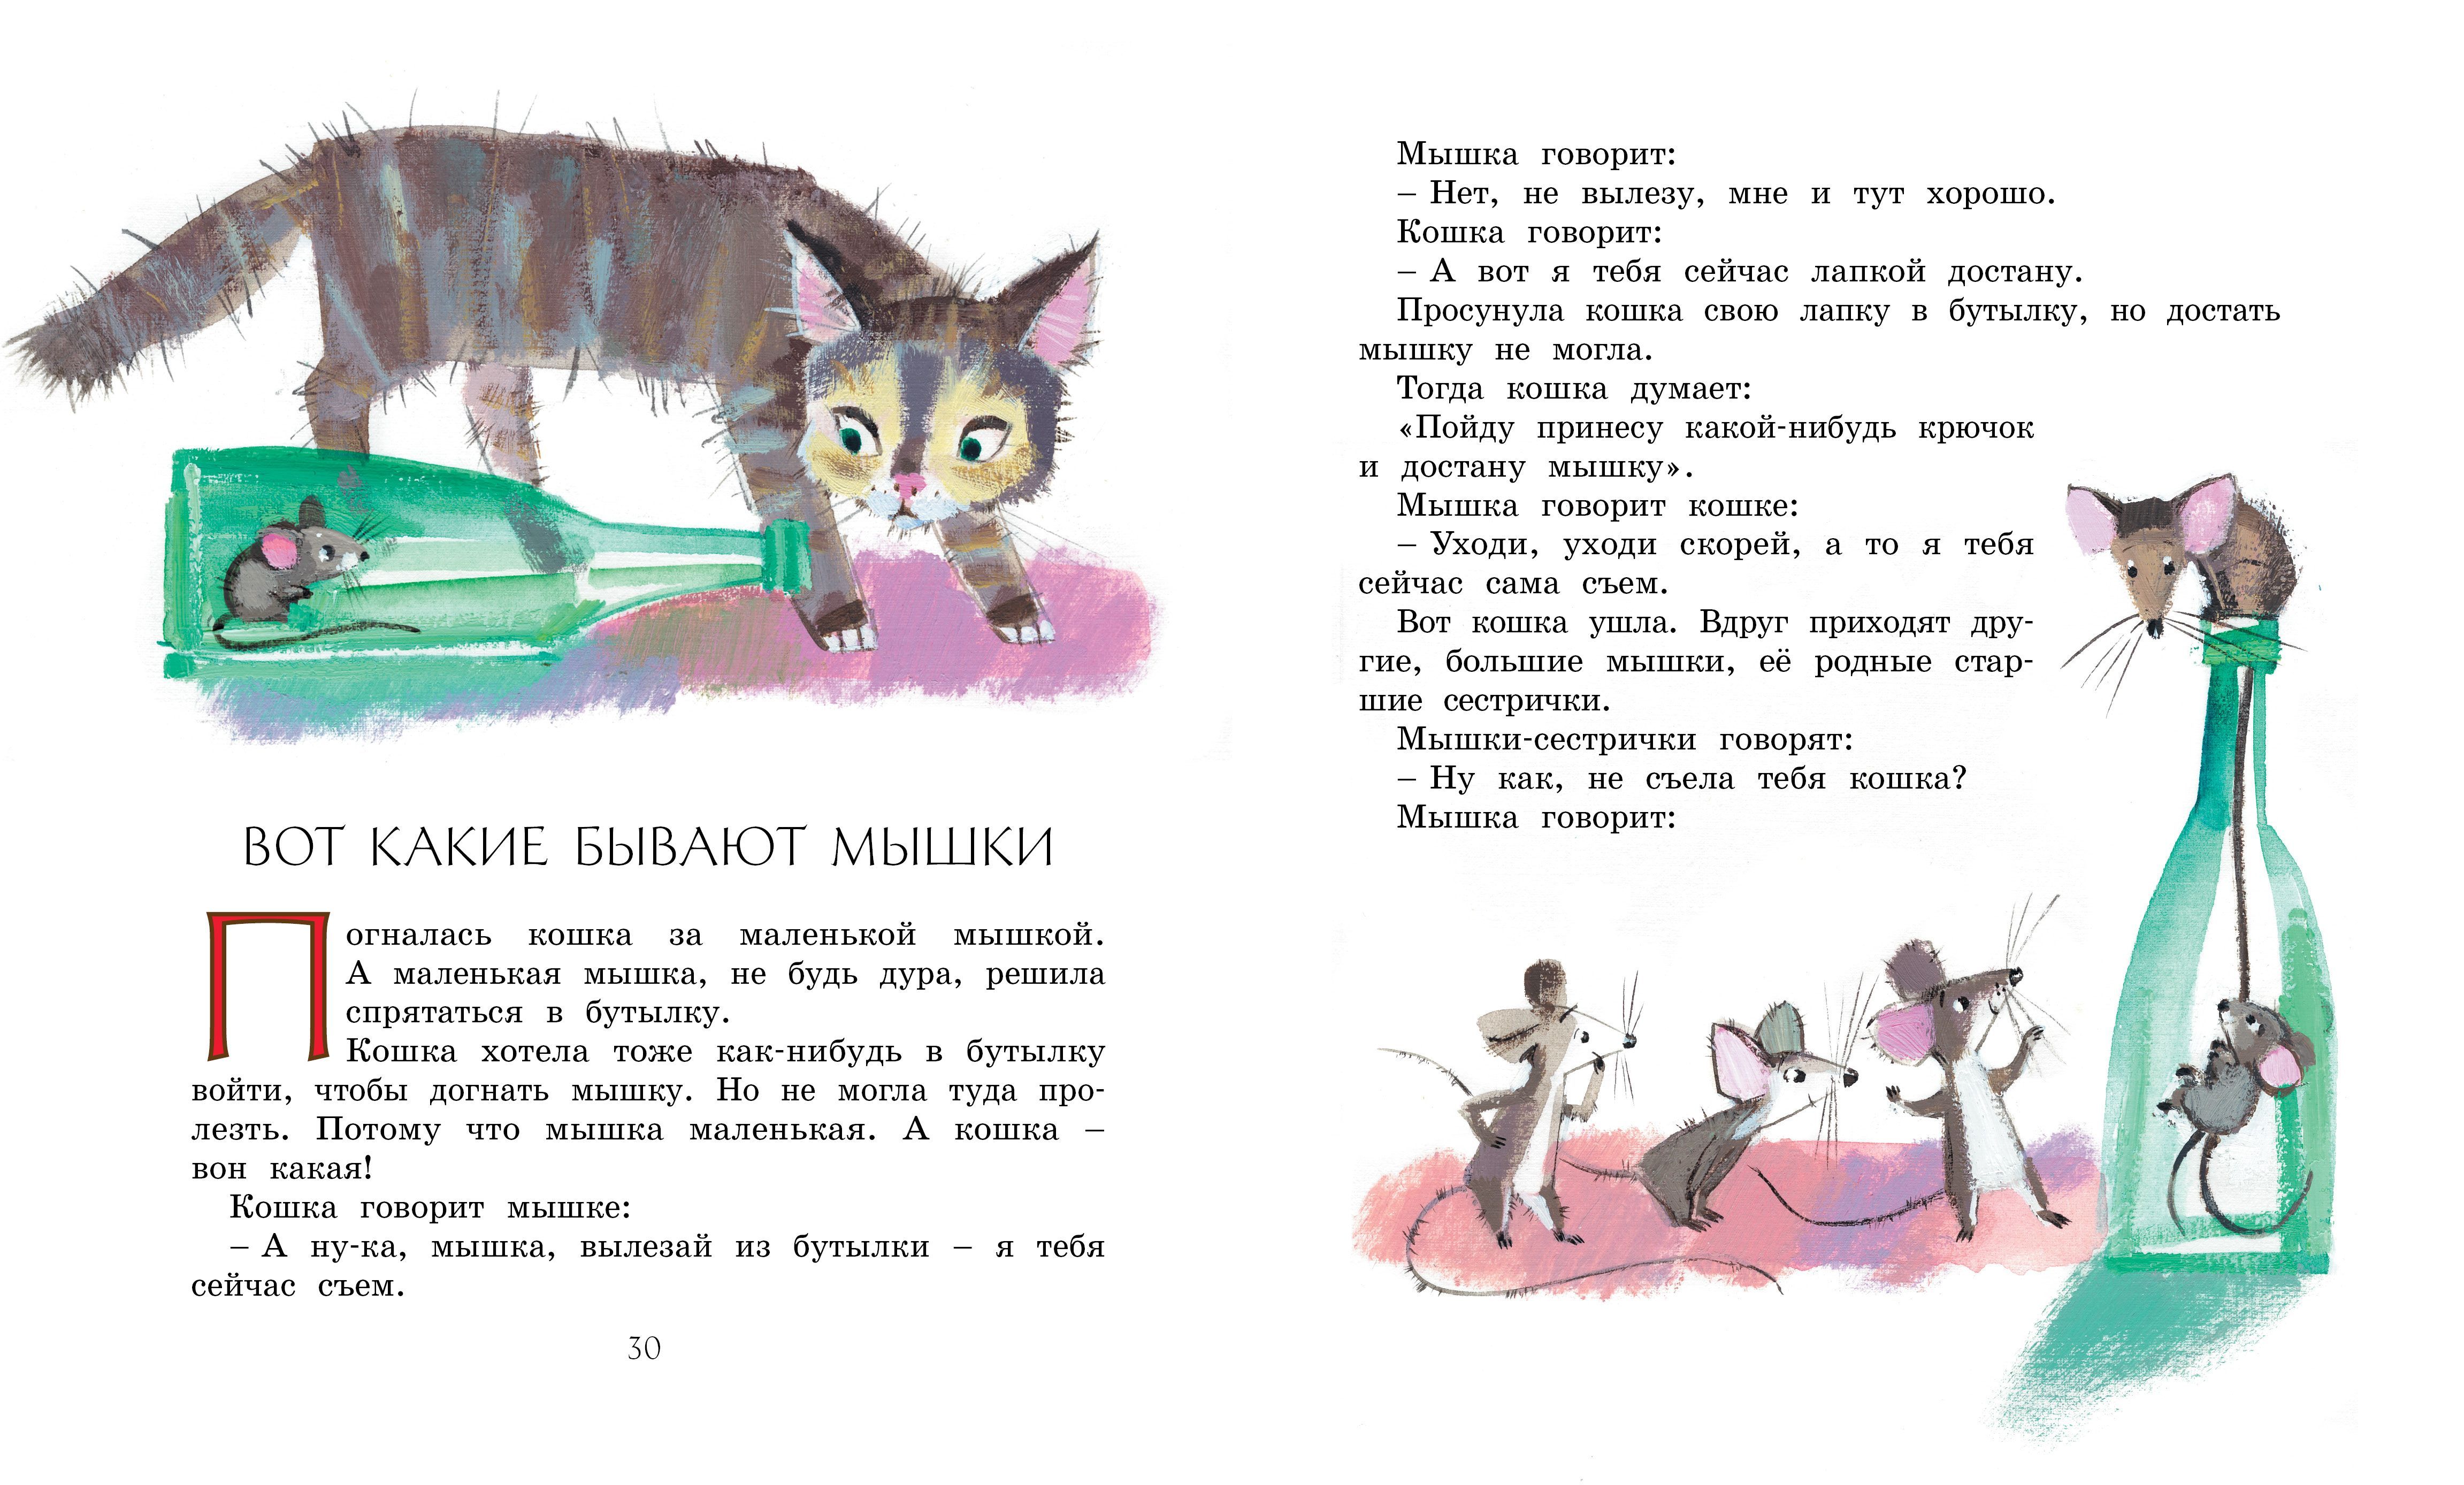 ВОТ КАКИЕ БЫВАЮТ МЫШКИ
Погналась кошка за маленькой мышкой.
А маленькая мышка, не будь дура, решила
спрятаться в бутылку.
Кошка хотела тоже как-нибудь в бутылку
войти, чтобы догнать мышку. Но не могла туда про-
лезть. Потому что мышка маленькая. А кошка –
вон какая!
Кошка говорит мышке:
– А ну-ка, мышка, вылезай из бутылки – я тебя
сейчас съем.
30
Мышка говорит:
– Нет, не вылезу, мне и тут хорошо.
Кошка говорит:
– А вот я тебя сейчас лапкой достану.
Просунула кошка свою лапку в бутылку, но достать
мышку не могла.
Тогда кошка думает:
«Пойду принесу какой-нибудь крючок
и достану мышку».
Мышка говорит кошке:
– Уходи, уходи скорей, а то я тебя
сейчас сама съем.
Вот кошка ушла. Вдруг приходят дру-
гие, большие мышки, её родные стар-
шие сестрички.
Мышки-сестрички говорят:
– Ну как, не съела тебя кошка?
Мышка говорит: